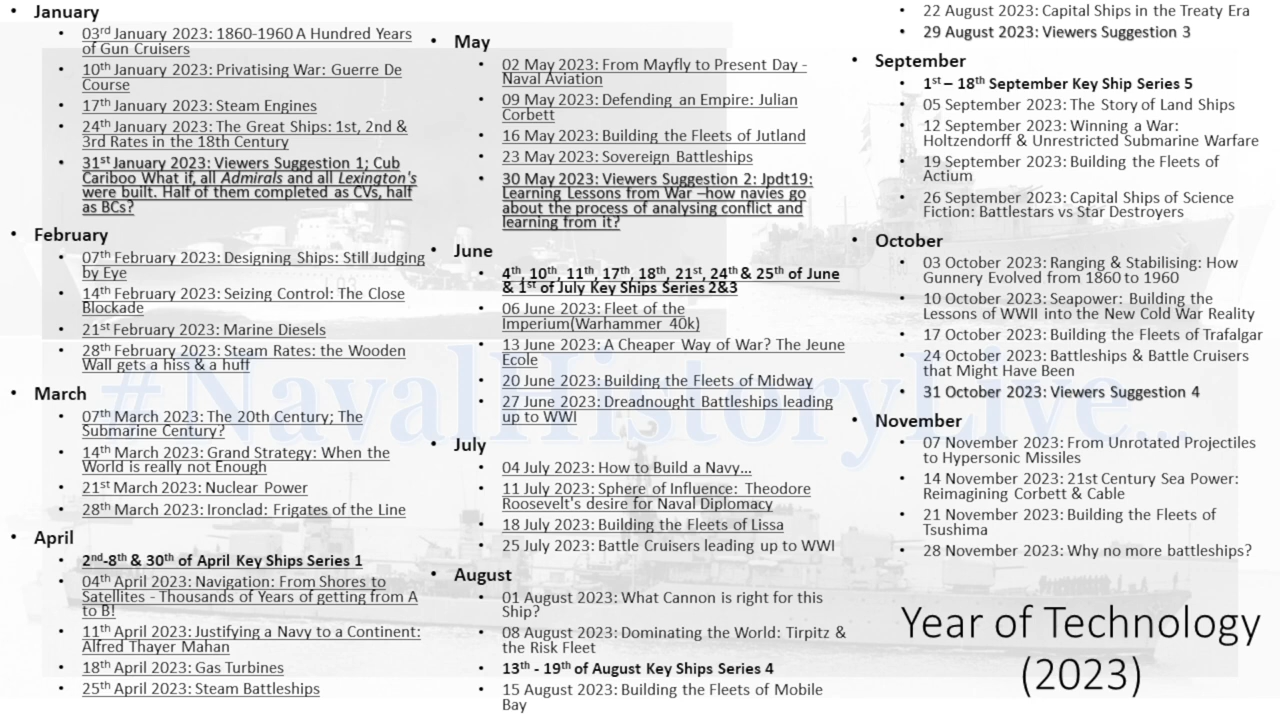 January
03rd January 2023: 1860-1960 A Hundred Years
of Gun Cruisers
10th January 2023: Privatising War: Guerre De
Course
17th January 2023: Steam Engines
24th January 2023: The Great Ships: 1st, 2nd &
3rd Rates in the 18th Century
31st January 2023: Viewers Suggestion 1; Cub
Cariboo What if, all Admirals and all Lexington's
were built. Half of them completed as CVs, half
as BCs?
February
07th February 2023: Designing Ships: Still Judging
by Eye
14th February 2023: Seizing Control: The Close
Blockade
21st February 2023: Marine Diesels
28th February 2023: Steam Rates: the Wooden
Wall gets a hiss & a huff
March
07th March 2023: The 20th Century; The
Submarine Century?
14th March 2023: Grand Strategy: When the
World is really not Enough
21st March 2023: Nuclear Power
28th March 2023: Ironclad: Frigates of the Line
April
2nd-8th & 30th of April Key Ships Series 1
04th April 2023: Navigation: From Shores to
Satellites - Thousands of Years of getting from A
to B!
11th April 2023: Justifying a Navy to a Continent:
Alfred Thayer Mahan
18th April 2023: Gas Turbines
25th April 2023: Steam Battleships
May
02 May 2023: From Mayfly to Present Day -
Naval Aviation
09 May 2023: Defending an Empire: Julian
Corbett
16 May 2023: Building the Fleets of Jutland
23 May 2023: Sovereign Battleships
30 May 2023: Viewers Suggestion 2: Jpdt19:
Learning Lessons from War –how navies go
about the process of analysing conflict and
learning from it?
June
4th, 10th, 11th, 17th, 18th, 21st, 24th & 25th of June
& 1st of July Key Ships Series 2&3
06 June 2023: Fleet of the
Imperium(Warhammer 40k)
13 June 2023: A Cheaper Way of War? The Jeune
Ecole
20 June 2023: Building the Fleets of Midway
27 June 2023: Dreadnought Battleships leading
up to WWI
July
04 July 2023: How to Build a Navy...
11 July 2023: Sphere of Influence: Theodore
Roosevelt's desire for Naval Diplomacy
18 July 2023: Building the Fleets of Lissa
25 July 2023: Battle Cruisers leading up to WWI
August
01 August 2023: What Cannon is right for this
Ship?
08 August 2023: Dominating the World: Tirpitz &
the Risk Fleet
13th - 19th of August Key Ships Series 4
15 August 2023: Building the Fleets of Mobile
Bay
22 August 2023: Capital Ships in the Treaty Era
29 August 2023: Viewers Suggestion 3
September
1st – 18th September Key Ship Series 5
05 September 2023: The Story of Land Ships
12 September 2023: Winning a War:
Holtzendorff & Unrestricted Submarine Warfare
19 September 2023: Building the Fleets of
Actium
26 September 2023: Capital Ships of Science
Fiction: Battlestars vs Star Destroyers
October
03 October 2023: Ranging & Stabilising: How
Gunnery Evolved from 1860 to 1960
10 October 2023: Seapower: Building the
Lessons of WWII into the New Cold War Reality
17 October 2023: Building the Fleets of Trafalgar
24 October 2023: Battleships & Battle Cruisers
that Might Have Been
31 October 2023: Viewers Suggestion 4
November
07 November 2023: From Unrotated Projectiles
to Hypersonic Missiles
14 November 2023: 21st Century Sea Power:
Reimagining Corbett & Cable
21 November 2023: Building the Fleets of
Tsushima
28 November 2023: Why no more battleships?
Year of Technology
(2023)
#NavalHistoryLive...
L03